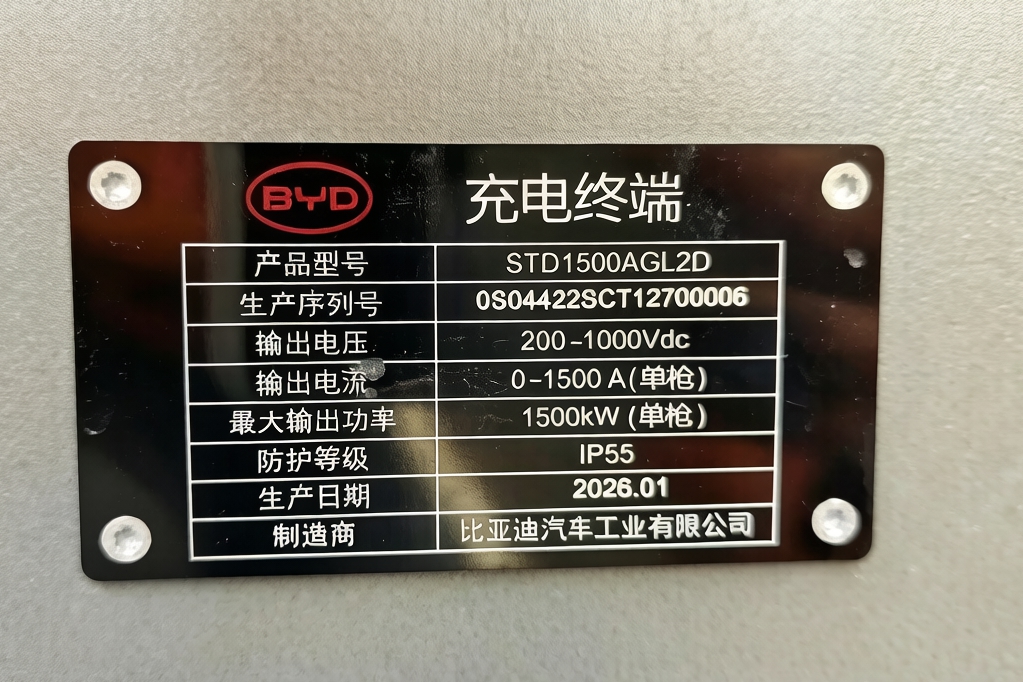 BYD 充电终端
产品型号 STD1500AGL2D
生产序列号 0S04422SCT12700006
输出电压 200-1000Vdc
输出电流 0-1500 A(单枪)
最大输出功率 1500kW (单枪)
防护等级 IP55
生产日期 2026.01
制造商 比亚迪汽车工业有限公司